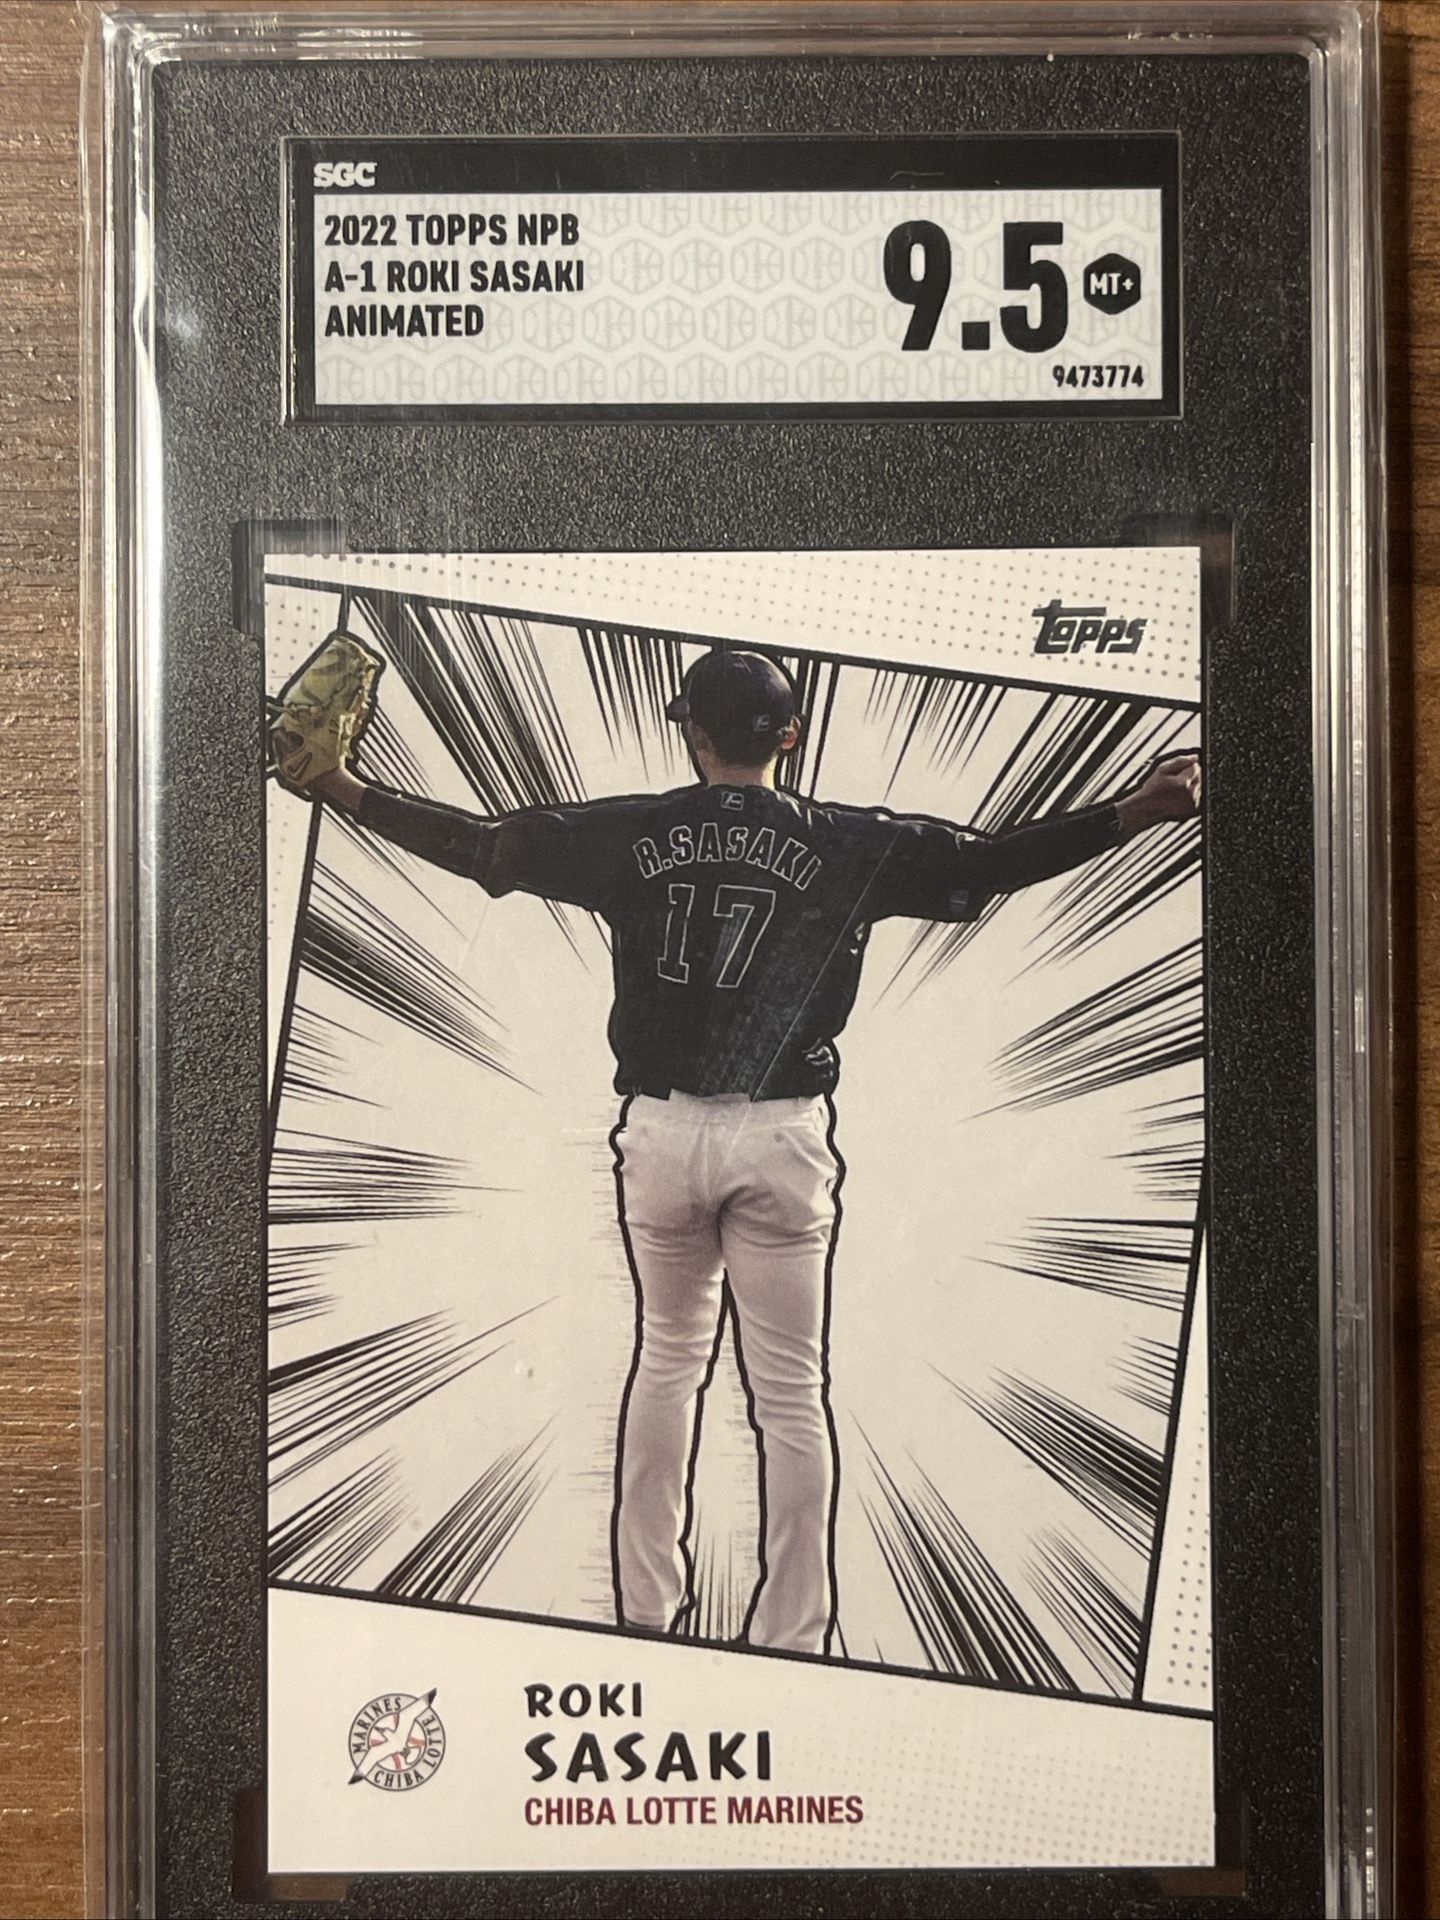 SGC
2022 TOPPS NPB
A-1 ROKI SASAKI
ANIMATED
9.5 MT+
9473774
Topps
R.SASAKI
17
MARINES
CHIBA LOTTE
ROKI
SASAKI
CHIBA LOTTE MARINES